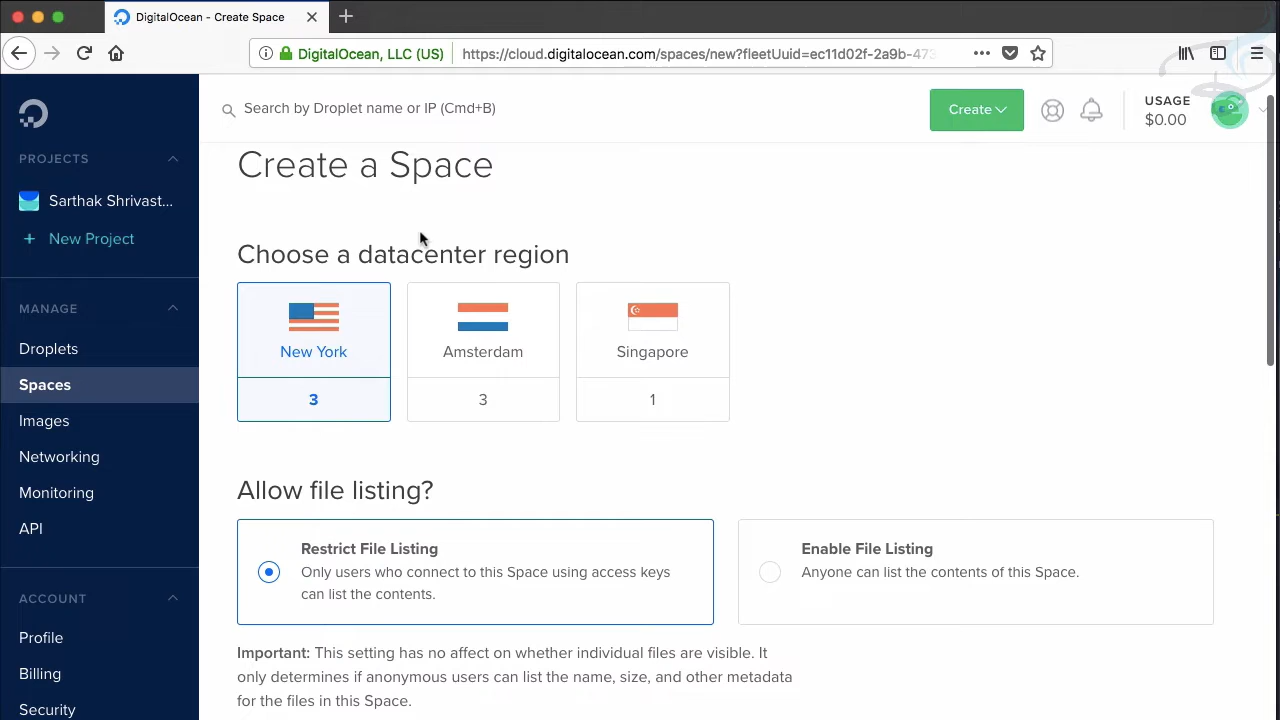 DigitalOcean - Create Space
DigitalOcean, LLC (US)
https://cloud.digitalocean.com/spaces/new?fleetUuid=ec11d02f-2a9b-473
Search by Droplet name or IP (Cmd+B)
Create
USAGE
$0.00
PROJECTS
Sarthak Shrivast...
+ New Project
MANAGE
Droplets
Spaces
Images
Networking
Monitoring
API
ACCOUNT
Profile
Billing
Security
Create a Space
Choose a datacenter region
New York
3
Amsterdam
3
Singapore
1
Allow file listing?
Restrict File Listing
Only users who connect to this Space using access keys
can list the contents.
Enable File Listing
Anyone can list the contents of this Space.
Important: This setting has no affect on whether individual files are visible. It
only determines if anonymous users can list the name, size, and other metadata
for the files in this Space.